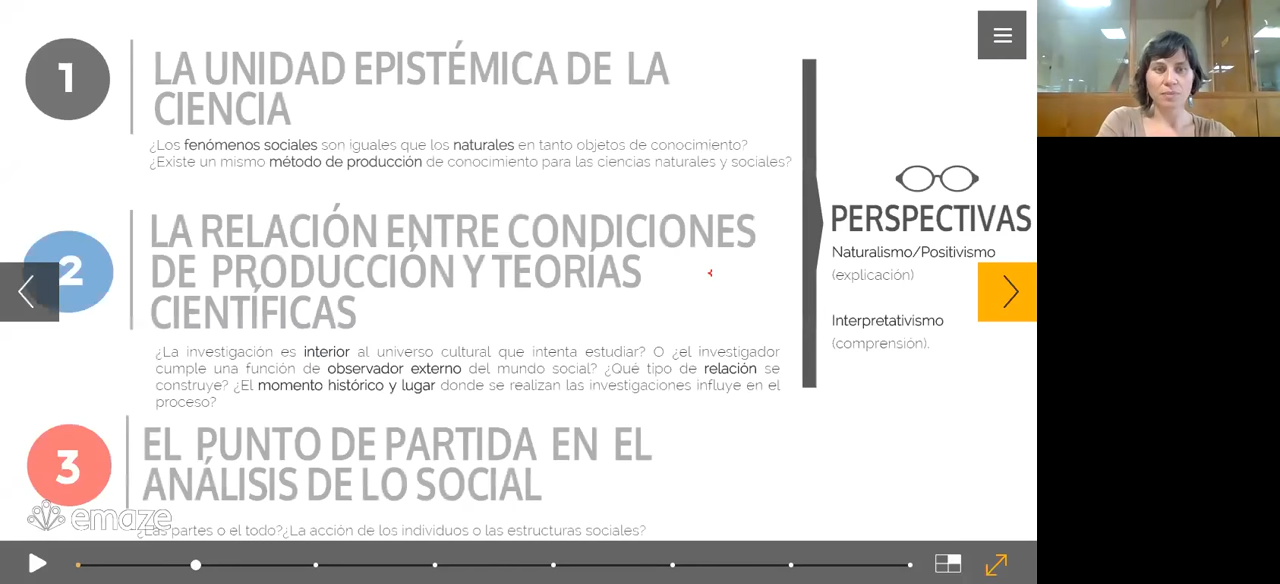 1
LA UNIDAD EPISTÉMICA DE LA
CIENCIA
¿Los fenómenos sociales son iguales que los naturales en tanto objetos de conocimiento?
¿Existe un mismo método de producción de conocimiento para las ciencias naturales y sociales?
2
LA RELACIÓN ENTRE CONDICIONES
DE PRODUCCIÓN Y TEORÍAS
CIENTÍFICAS
¿La investigación es interior al universo cultural que intenta estudiar? O ¿el investigador
cumple una función de observador externo del mundo social? ¿Qué tipo de relación se
construye? ¿El momento histórico y lugar donde se realizan las investigaciones influye en el
proceso?
3
EL PUNTO DE PARTIDA EN EL
ANÁLISIS DE LO SOCIAL
¿Las partes o el todo?¿La acción de los individuos o las estructuras sociales?
emaze
PERSPECTIVAS
Naturalismo/Positivismo
(explicación)
Interpretativismo
(comprensión).